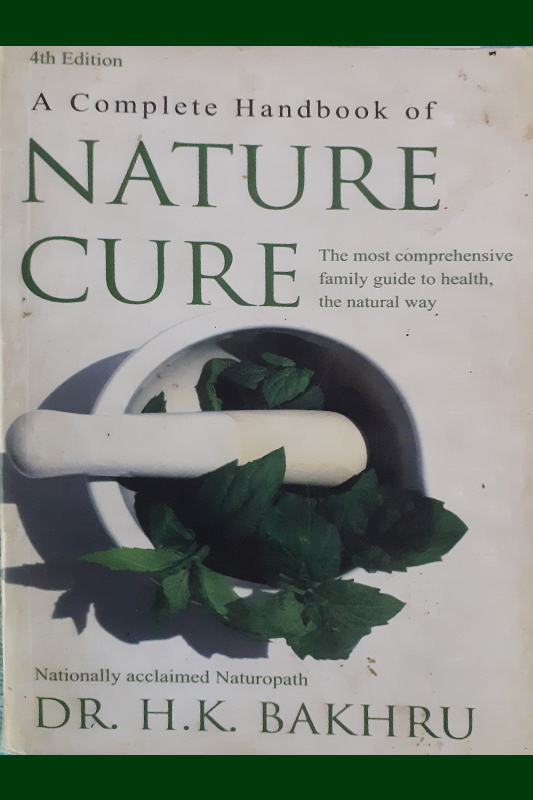 4th Edition
A Complete Handbook of
NATURE
CURE
The most comprehensive
family guide to health,
the natural way
Nationally acclaimed Naturopath
DR. H.K. BAKHRU